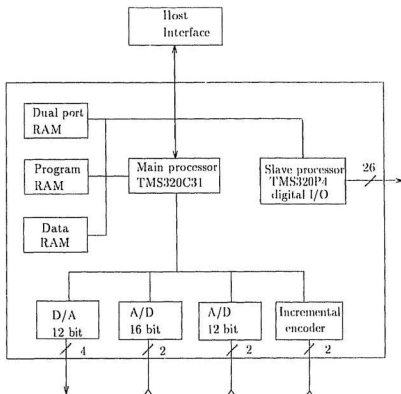 Host
Interface
Dual port
RAM
Program
RAM
Data
RAM
Main processor
TMS320C31
Slave processor
TMS320P4
digital I/O
26
D/A
12 bit
A/D
16 bit
A/D
12 bit
Incremental
encoder
4
2
2
2